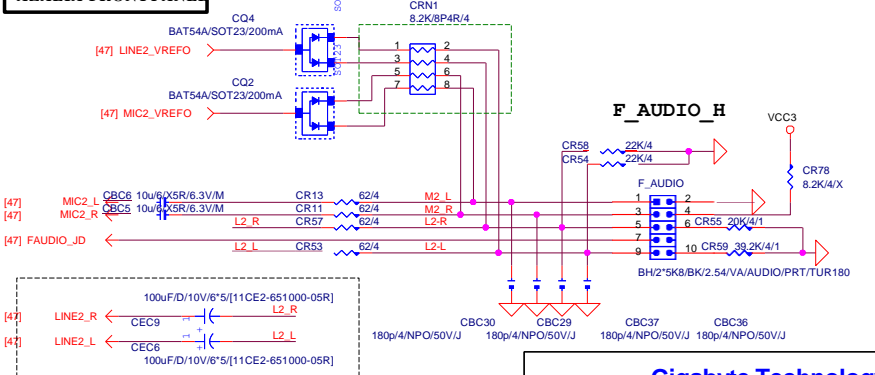 CRN1
8.2K/8P4R/4
CQ4
BAT54A/SOT23/200mA
[47] LINE2_VREFO
1 2
3 4
5 6
7 8
CQ2
BAT54A/SOT23/200mA
[47] MIC2_VREFO
F_AUDIO_H
VCC3
CR58 22K/4
CR54 22K/4
CR78
8.2K/4/X
F_AUDIO
[47] MIC2_L CBC6 10u/6/X5R/6.3V/M CR13 62/4 M2_L 1 2
[47] MIC2_R CBC5 10u/6/X5R/6.3V/M CR11 62/4 M2_R 3 4
L2_R CR57 62/4 L2-R 5 6 CR55 20K/4/1
[47] FAUDIO_JD 7
L2_L CR53 62/4 L2-L 9 10 CR59 39.2K/4/1
BH/2*5K8/BK/2.54/VA/AUDIO/PRT/TUR180
100uF/D/10V/6*5/[11CE2-651000-05R]
[47] LINE2_R CEC9 1 L2_R
[47] LINE2_L CEC6 1 + L2_L
100uF/D/10V/6*5/[11CE2-651000-05R]
CBC30 CBC29 CBC37 CBC36
180p/4/NPO/50V/J 180p/4/NPO/50V/J 180p/4/NPO/50V/J 180p/4/NPO/50V/J